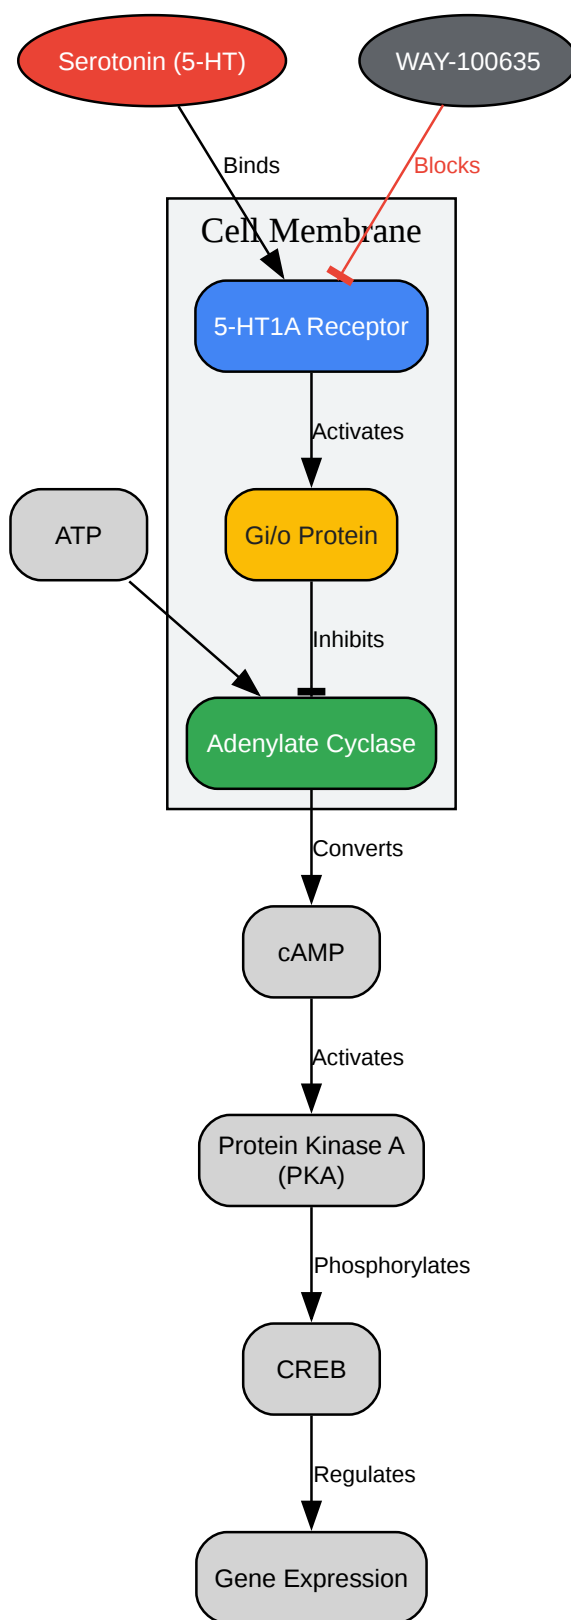 Serotonin (5-HT)
WAY-100635
Binds
Blocks
Cell Membrane
5-HT1A Receptor
Activates
ATP
Gi/o Protein
Inhibits
Adenylate Cyclase
Converts
cAMP
Activates
Protein Kinase A
(PKA)
Phosphorylates
CREB
Regulates
Gene Expression